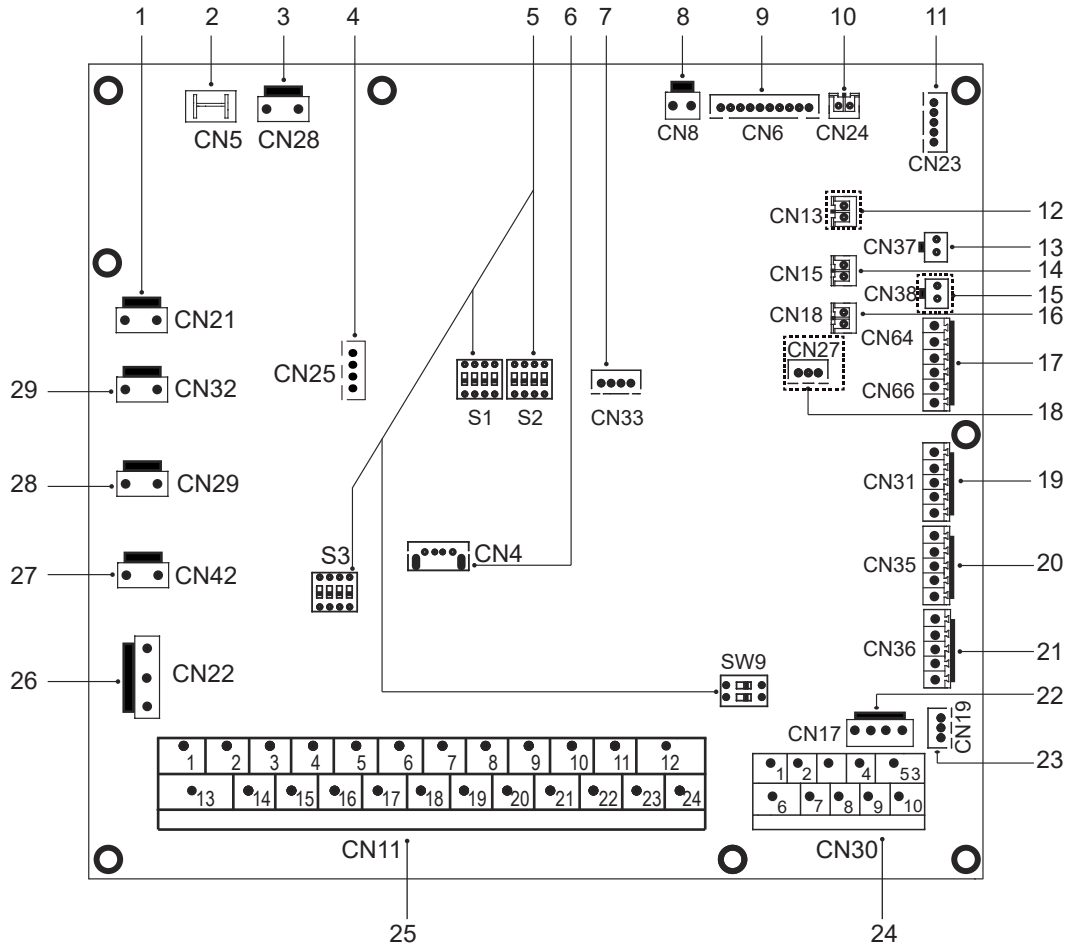 1 2 3 4 5 6 7 8 9 10 11
CN5 CN28 CN8 CN6 CN24 CN23
CN13 12
CN37 13
CN15 14
CN38 15
CN18 16
CN21 CN64
CN27 17
29 CN32 CN25 CN66
S1 S2 CN33 18
28 CN29 CN31 19
S3 CN4
27 CN42 CN35 20
CN36 21
26 CN22 SW9
22
CN17 CN19
23
1 2 3 4 5 6 7 8 9 10 11 12
1 2 4 53
13 14 15 16 17 18 19 20 21 22 23 24
6 7 8 9 10
CN11 CN30
25 24